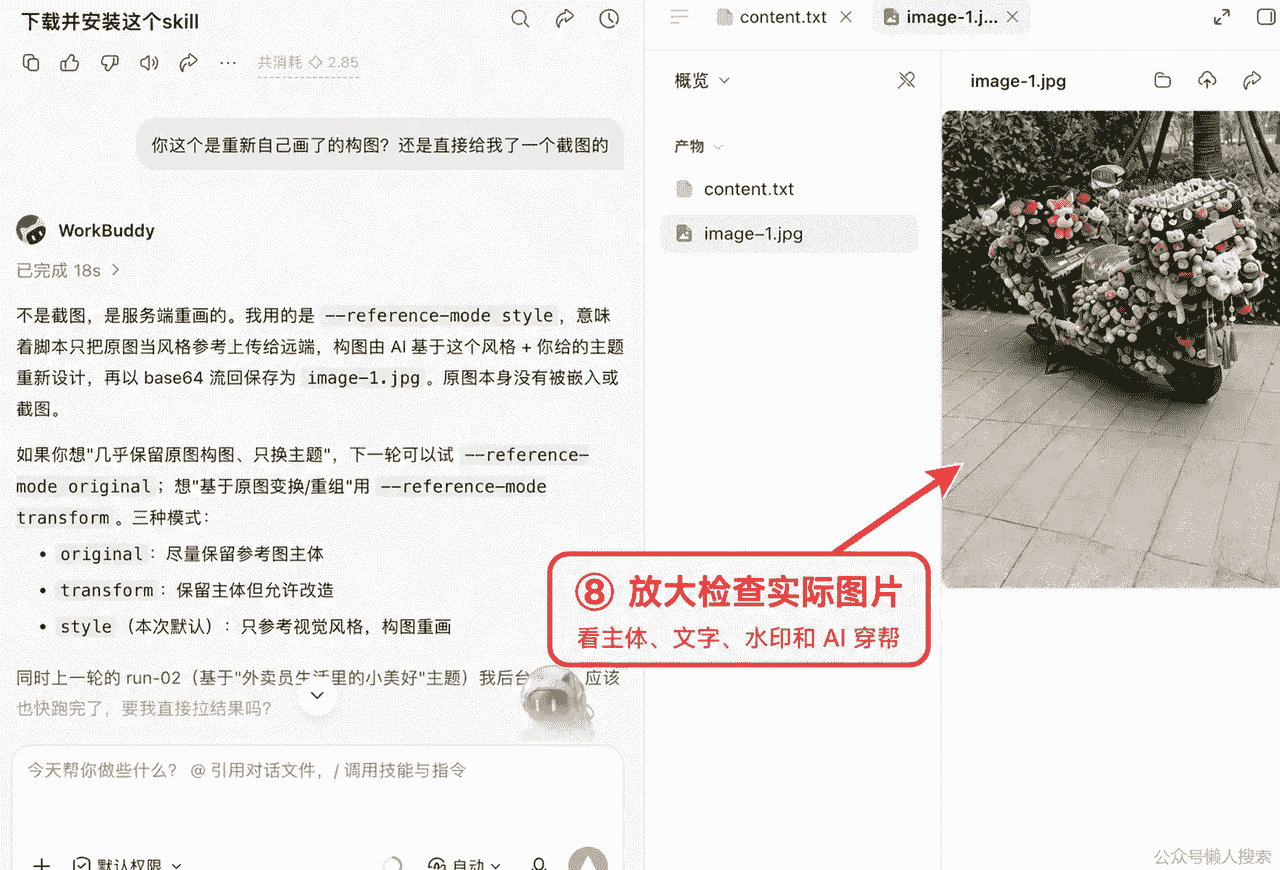 下载并安装这个skill
共消耗 2.85
你这个是重新自己画了的构图？还是直接给我了一个截图的
WorkBuddy
已完成 18s
不是截图，是服务端重画的。我用的是 --reference-mode style，意味
着脚本只把原图当风格参考上传给远端，构图由 AI 基于这个风格 + 你给的主题
重新设计，再以 base64 流回保存为 image-1.jpg。原图本身没有被嵌入或
截图。
如果你想"几乎保留原图构图、只换主题"，下一轮可以试 --reference-
mode original；想"基于原图变换/重组"用 --reference-mode
transform。三种模式：
• original：尽量保留参考图主体
• transform：保留主体但允许改造
• style（本次默认）：只参考视觉风格，构图重画
同时上一轮的 run-02（基于"外卖员生活里的小美好"主题）我后台
应该
也快跑完了，要我直接拉结果吗？
今天帮你做些什么？ @ 引用对话文件，/ 调用技能与指令
默认权限
自动
content.txt
image-1.j...
概览
产物
content.txt
image-1.jpg
image-1.jpg
⑧ 放大检查实际图片
看主体、文字、水印和 AI 穿帮
公众号懒人搜索